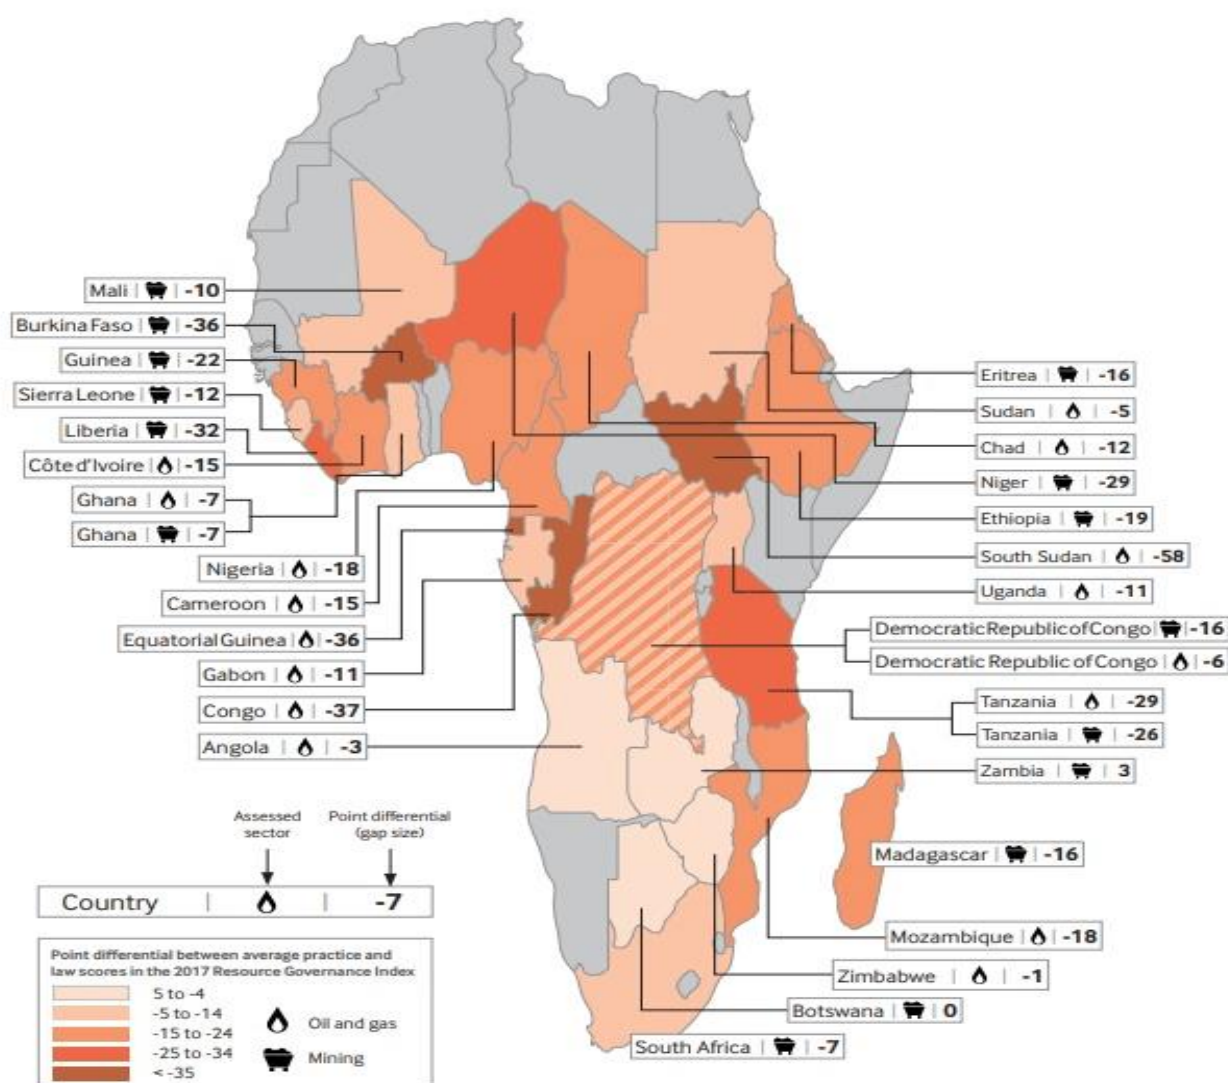 Mali | | -10
Burkina Faso | | -36
Guinea | | -22
Sierra Leone | | -12
Liberia | | -32
Côte d'Ivoire | | -15
Ghana | | -7
Ghana | | -7
Nigeria | | -18
Cameroon | | -15
Equatorial Guinea | | -36
Gabon | | -11
Congo | | -37
Angola | | -3
Eritrea | | -16
Sudan | | -5
Chad | | -12
Niger | | -29
Ethiopia | | -19
South Sudan | | -58
Uganda | | -11
Democratic Republic of Congo | | -16
Democratic Republic of Congo | | -6
Tanzania | | -29
Tanzania | | -26
Zambia | | 3
Madagascar | | -16
Mozambique | | -18
Zimbabwe | | -1
Botswana | | 0
South Africa | | -7
Assessed sector
Point differential (gap size)
Country | | -7
Point differential between average practice and
law scores in the 2017 Resource Governance Index
5 to -4
-5 to -14
-15 to -24
-25 to -34
< -35
Oil and gas
Mining